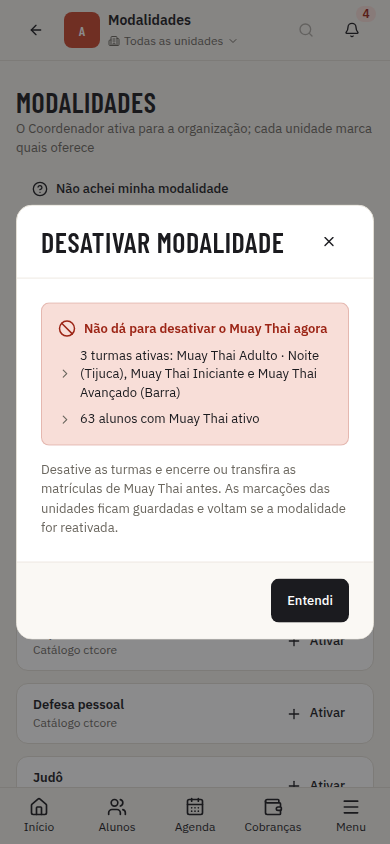 A
Modalidades
Todas as unidades
4
MODALIDADES
O Coordenador ativa para a organização; cada unidade marca
quais oferece
Não achei minha modalidade
DESATIVAR MODALIDADE
Não dá para desativar o Muay Thai agora
3 turmas ativas: Muay Thai Adulto · Noite
(Tijuca), Muay Thai Iniciante e Muay Thai
Avançado (Barra)
63 alunos com Muay Thai ativo
Desative as turmas e encerre ou transfira as
matrículas de Muay Thai antes. As marcações das
unidades ficam guardadas e voltam se a modalidade
for reativada.
Entendi
Catálogo ctcore
Ativar
Defesa pessoal
Catálogo ctcore
Ativar
Judô
Ativar
Início
Alunos
Agenda
Cobranças
Menu